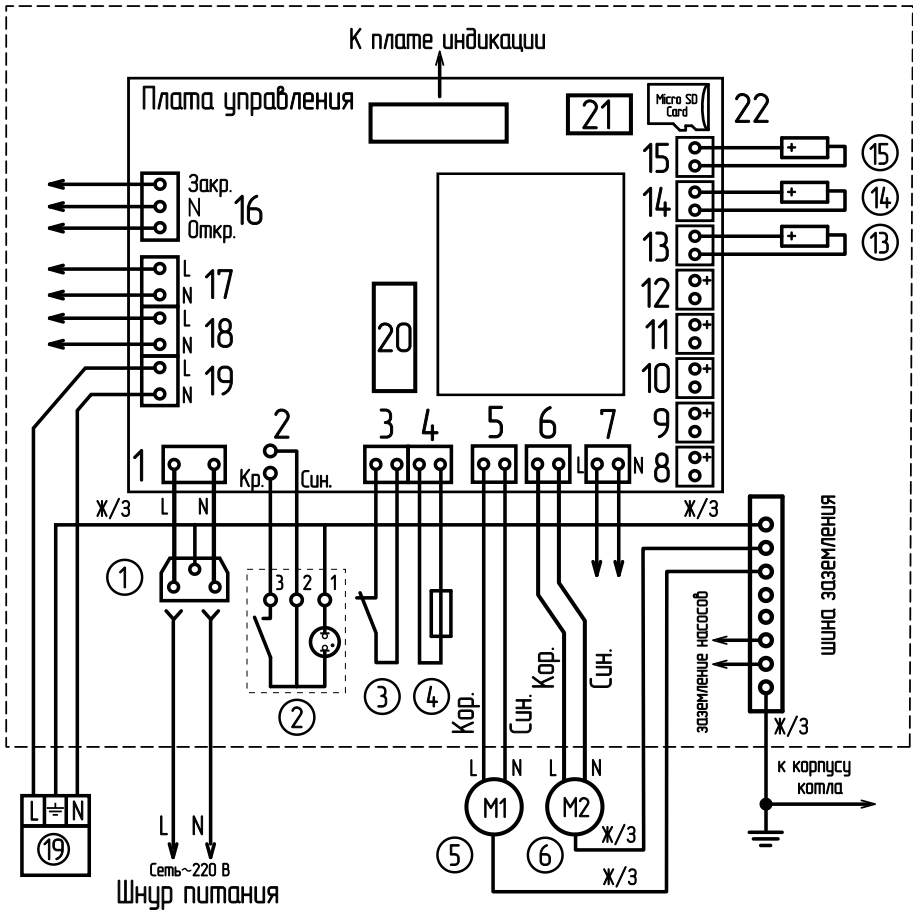 К плате индикации
Плата управления
21
Micro SD
Card
22
15
15
14
14
13
13
12
11
10
9
8
+
+
+
+
+
+
+
+
Закр.
N
Откр.
16
L
N
17
L
N
18
L
N
19
20
1
2
3
4
5
6
7
Кр.
Син.
L
N
Ж/З
L
N
Ж/З
1
3
2
1
2
3
4
Кор.
Син.
Кор.
Син.
заземление насосов
шина заземления
Ж/З
к корпусу
котла
L
N
L
N
M1
M2
5
6
Ж/З
Ж/З
L
N
19
L
N
Сеть~220 В
Шнур питания